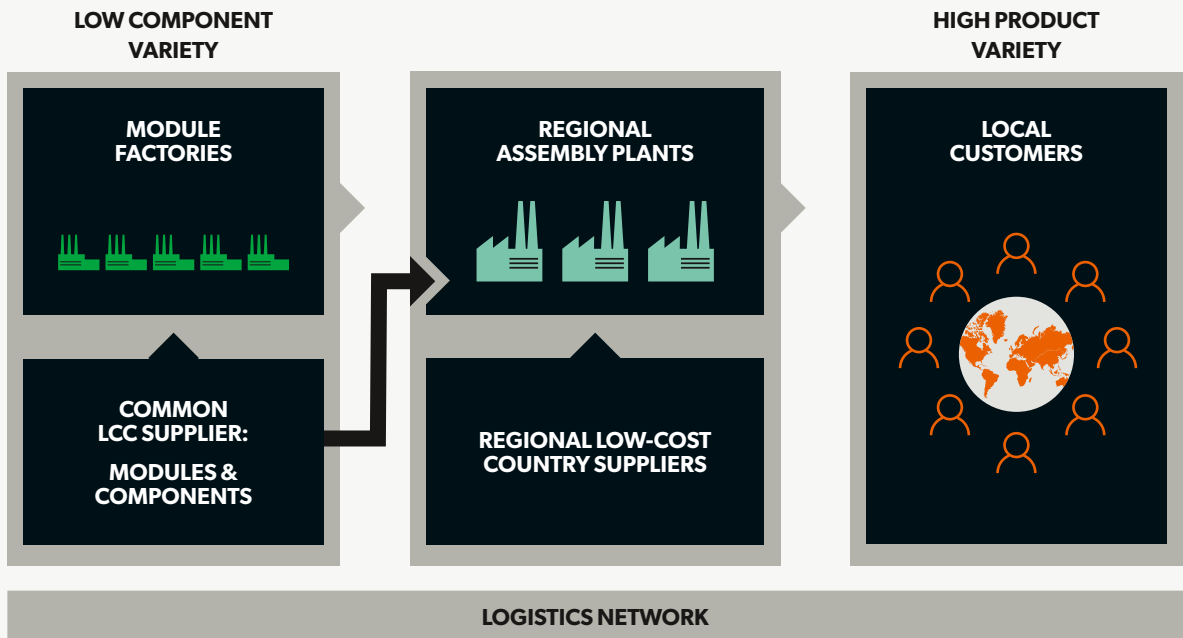 LOW COMPONENT
VARIETY
MODULE
FACTORIES
COMMON
LCC SUPPLIER:
MODULES &
COMPONENTS
REGIONAL
ASSEMBLY PLANTS
REGIONAL LOW-COST
COUNTRY SUPPLIERS
HIGH PRODUCT
VARIETY
LOCAL
CUSTOMERS
LOGISTICS NETWORK